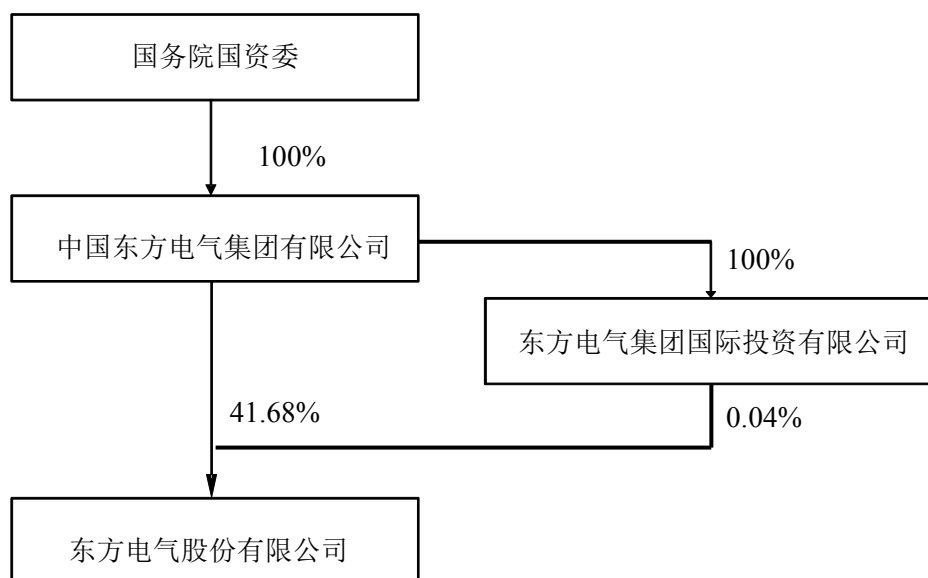 国务院国资委
100%
中国东方电气集团有限公司
100%
东方电气集团国际投资有限公司
41.68%
0.04%
东方电气股份有限公司